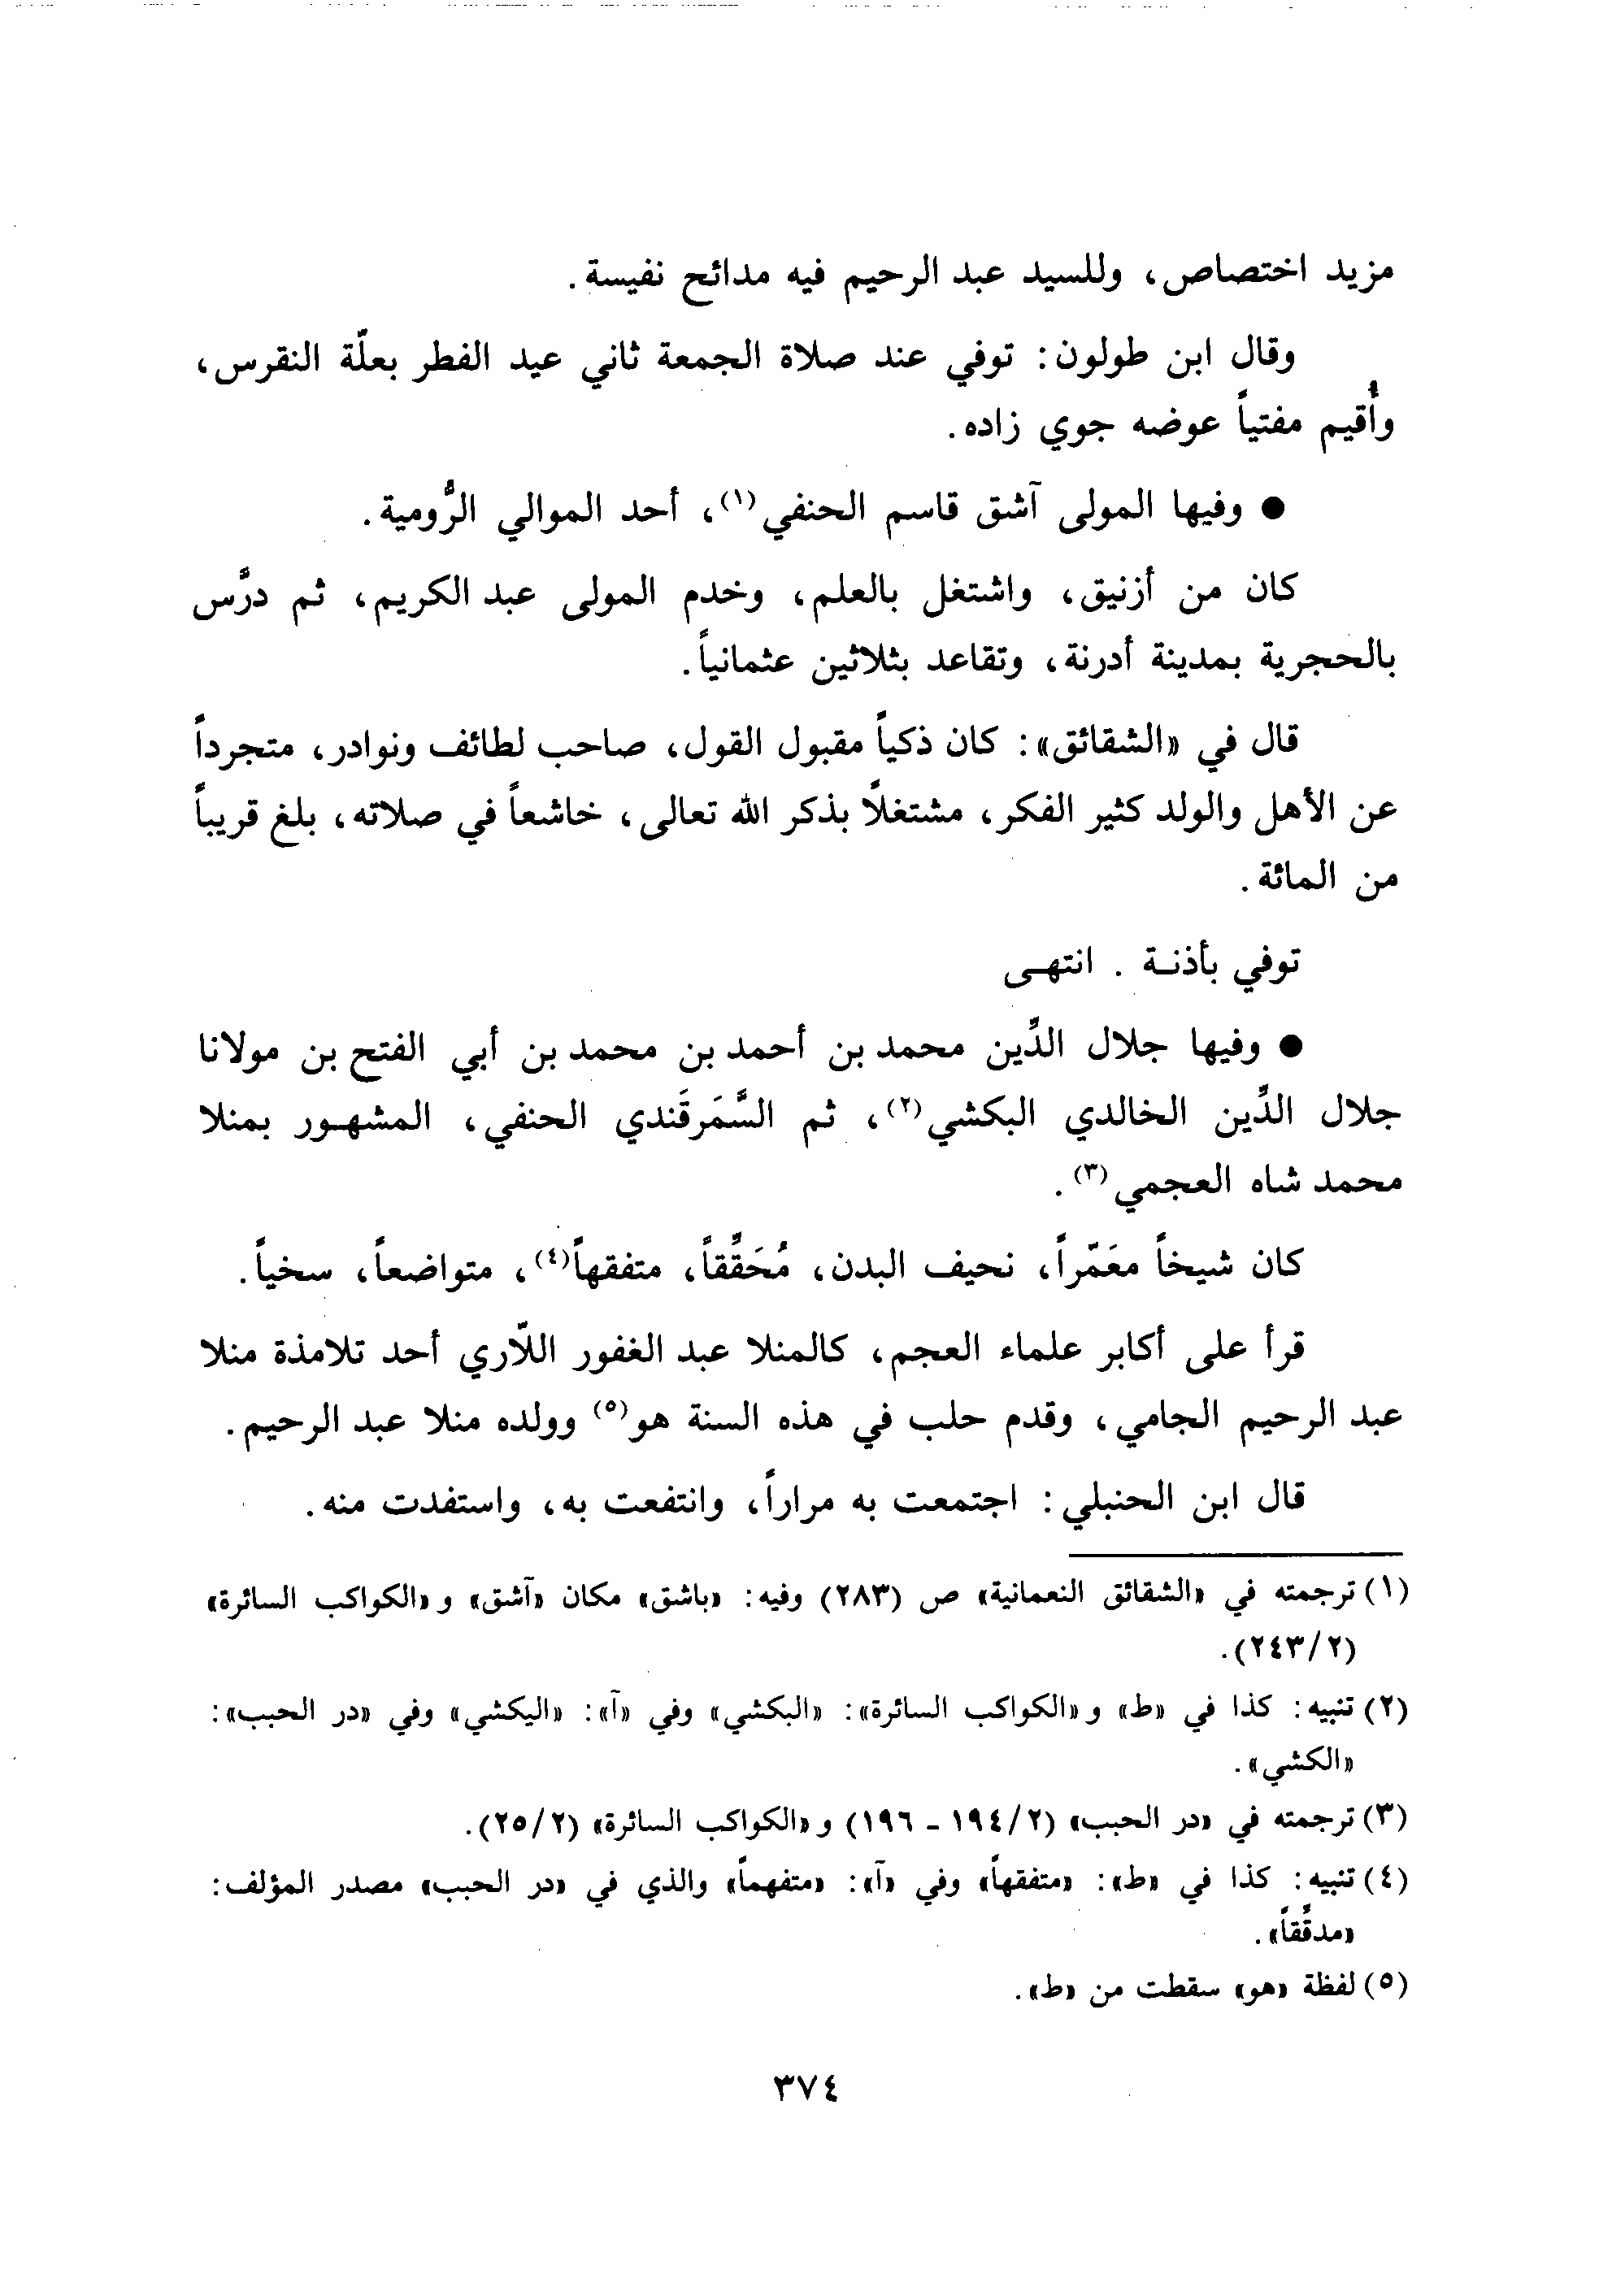 مزيد اختصاص، وللسيد عبد الرحيم فيه مدائح نفيسة.
وقال ابن طولون: توفي عند صلاة الجمعة ثاني عيد الفطر بعلّة النقرس،
وأُقيم مفتياً عوضه جوي زاده.
● وفيها المولى آشق قاسم الحنفي(١)، أحد الموالي الرُّومية.
كان من أزنيق، واشتغل بالعلم، وخدم المولى عبد الكريم، ثم درَّس
بالحجرية بمدينة أدرنة، وتقاعد بثلاثين عثمانياً.
قال في «الشقائق»: كان ذكياً مقبول القول، صاحب لطائف ونوادر، متجرداً
عن الأهل والولد كثير الفكر، مشتغلاً بذكر الله تعالى، خاشعاً في صلاته، بلغ قريباً
من المائة.
توفي بأذنـة . انتهـى
● وفيها جلال الدِّين محمد بن أحمد بن محمد بن أبي الفتح بن مولانا
جلال الدِّين الخالدي البكشي(٢)، ثم السَّمَرقَندي الحنفي، المشهـور بمنلا
محمد شاه العجمي(٣).
كان شيخاً معَمّراً، نحيف البدن، مُحَقِّقاً، متفقهاً(٤)، متواضعاً، سخياً.
قرأ على أكابر علماء العجم، كالمنلا عبد الغفور اللّاري أحد تلامذة منلا
عبد الرحيم الجامي، وقدم حلب في هذه السنة هو(٥) وولده منلا عبد الرحيم.
قال ابن الحنبلي: اجتمعت به مراراً، وانتفعت به، واستفدت منه.
(١) ترجمته في «الشقائق النعمانية» ص (٢٨٣) وفيه: «باشق» مكان «آشق» و «الكواكب السائرة»
(٢/٢٤٣).
(٢) تنبيه: كذا في «ط» و «الكواكب السائرة»: «البكشي» وفي «آ»: «اليكشي» وفي «در الحبب»:
«الكشي».
(٣) ترجمته في «در الحبب» (٢/١٩٤ - ١٩٦) و «الكواكب السائرة» (٢/٢٥).
(٤) تنبيه: كذا في «ط»: «متفقهاً» وفي «آ»: «متفهماً» والذي في «در الحبب» مصدر المؤلف:
«مدقِّقاً».
(٥) لفظة «هو» سقطت من «ط».
٣٧٤